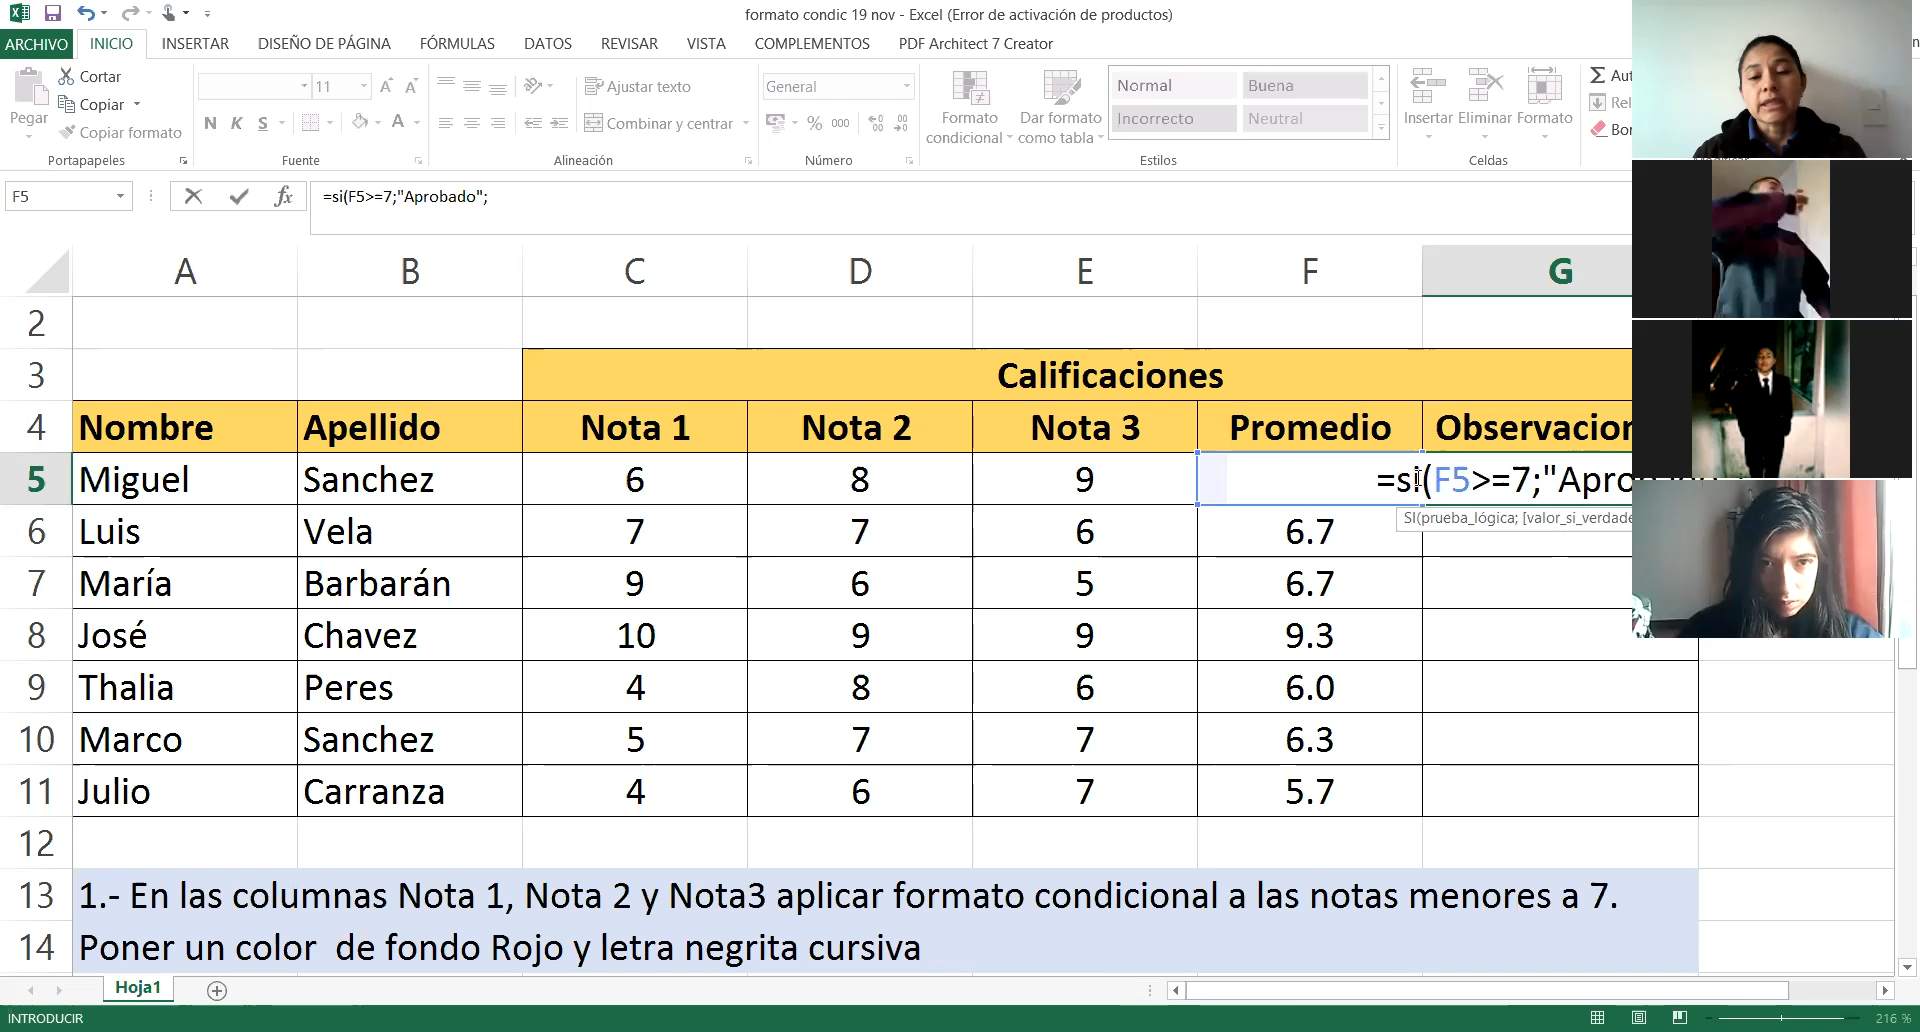 formato condic 19 nov - Excel (Error de activación de productos)
ARCHIVO INICIO INSERTAR DISEÑO DE PÁGINA FÓRMULAS DATOS REVISAR VISTA COMPLEMENTOS PDF Architect 7 Creator
Pegar
Cortar
Copiar
Copiar formato
Portapapeles
11
N K S
Fuente
Ajustar texto
Combinar y centrar
Alineación
General
% 000
Número
Formato condicional
Dar formato como tabla
Normal Buena
Incorrecto Neutral
Estilos
Insertar Eliminar Formato
Celdas
Σ Aut
Rel
Bor
F5 fx =si(F5>=7;"Aprobado";
A B C D E F G
2
3 Calificaciones
4 Nombre Apellido Nota 1 Nota 2 Nota 3 Promedio Observacion
5 Miguel Sanchez 6 8 9 =si(F5>=7;"Apro
SI(prueba_lógica; [valor_si_verdade
6 Luis Vela 7 7 6 6.7
7 María Barbarán 9 6 5 6.7
8 José Chavez 10 9 9 9.3
9 Thalia Peres 4 8 6 6.0
10 Marco Sanchez 5 7 7 6.3
11 Julio Carranza 4 6 7 5.7
12
13 1.- En las columnas Nota 1, Nota 2 y Nota3 aplicar formato condicional a las notas menores a 7.
14 Poner un color de fondo Rojo y letra negrita cursiva
Hoja1
INTRODUCIR 216 %